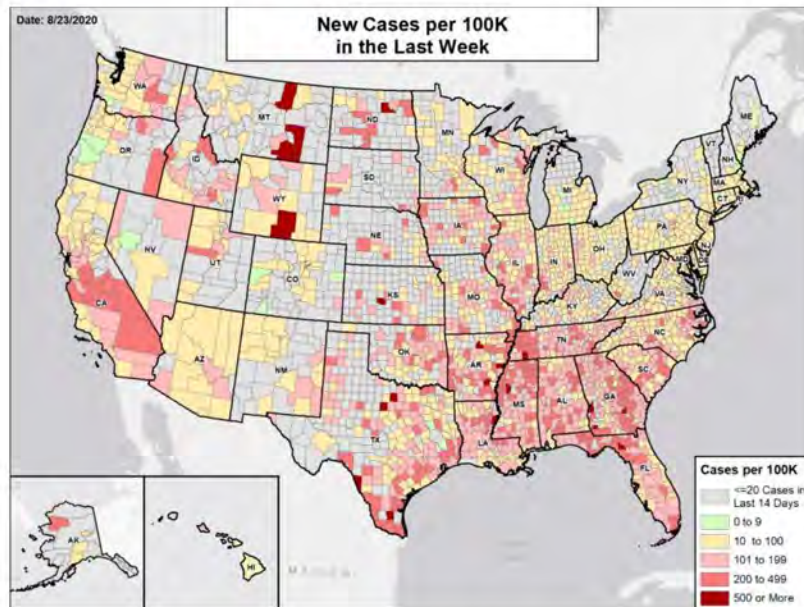 Date: 8/23/2020
New Cases per 100K
in the Last Week
WA
MT
ND
MN
ME
OR
ID
WY
SD
WI
MI
VT
NH
NY
MA
CT
RI
NV
UT
CO
NE
IA
IL
IN
OH
PA
NJ
MD
DE
CA
AZ
NM
KS
MO
KY
WV
VA
OK
AR
TN
NC
SC
TX
LA
MS
AL
GA
FL
AK
HI
Cases per 100K
<=20 Cases in
Last 14 Days
0 to 9
10 to 100
101 to 199
200 to 499
500 or More